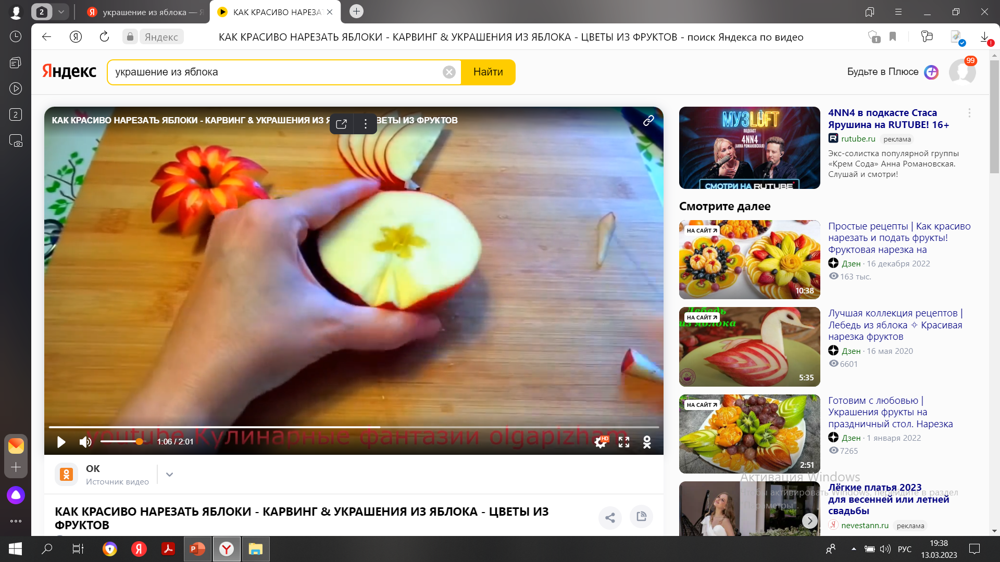 2
украшение из яблока — Я
КАК КРАСИВО НАРЕЗА
Яндекс
КАК КРАСИВО НАРЕЗАТЬ ЯБЛОКИ - КАРВИНГ & УКРАШЕНИЯ ИЗ ЯБЛОКА - ЦВЕТЫ ИЗ ФРУКТОВ - поиск Яндекса по видео
1
2
Яндекс
украшение из яблока
Найти
Будьте в Плюсе
99
КАК КРАСИВО НАРЕЗАТЬ ЯБЛОКИ - КАРВИНГ & УКРАШЕНИЯ ИЗ Я ВЕТЫ ИЗ ФРУКТОВ
youtube Кулинарные фантазии olgapizham
1:06 / 2:01
HD
ОК
Источник видео
КАК КРАСИВО НАРЕЗАТЬ ЯБЛОКИ - КАРВИНГ & УКРАШЕНИЯ ИЗ ЯБЛОКА - ЦВЕТЫ ИЗ
ФРУКТОВ
МУЗLOFT
ПОДКАСТ
4NN4
(АННА РОМАНОВСКАЯ)
СМОТРИ НА RUTUBE
4NN4 в подкасте Стаса
Ярушина на RUTUBE! 16+
rutube.ru реклама
Экс-солистка популярной группы
«Крем Сода» Анна Романовская.
Слушай и смотри!
Смотрите далее
НА САЙТ
10:38
Простые рецепты | Как красиво
нарезать и подать фрукты!
Фруктовая нарезка на
Дзен · 16 декабря 2022
163 тыс.
Лебедь
из яблока
НА САЙТ
5:35
Лучшая коллекция рецептов |
Лебедь из яблока ✧ Красивая
нарезка фруктов
Дзен · 16 мая 2020
6601
НА САЙТ
2:51
Готовим с любовью |
Украшения фрукты на
праздничный стол. Нарезка
Дзен · 1 января 2022
7265
Активация Windows
Чтобы активировать Windows, перейдите в раздел
"Параметры".
Лёгкие платья 2023
для весенней или летней
свадьбы
nevestann.ru реклама
РУС
19:38
13.03.2023